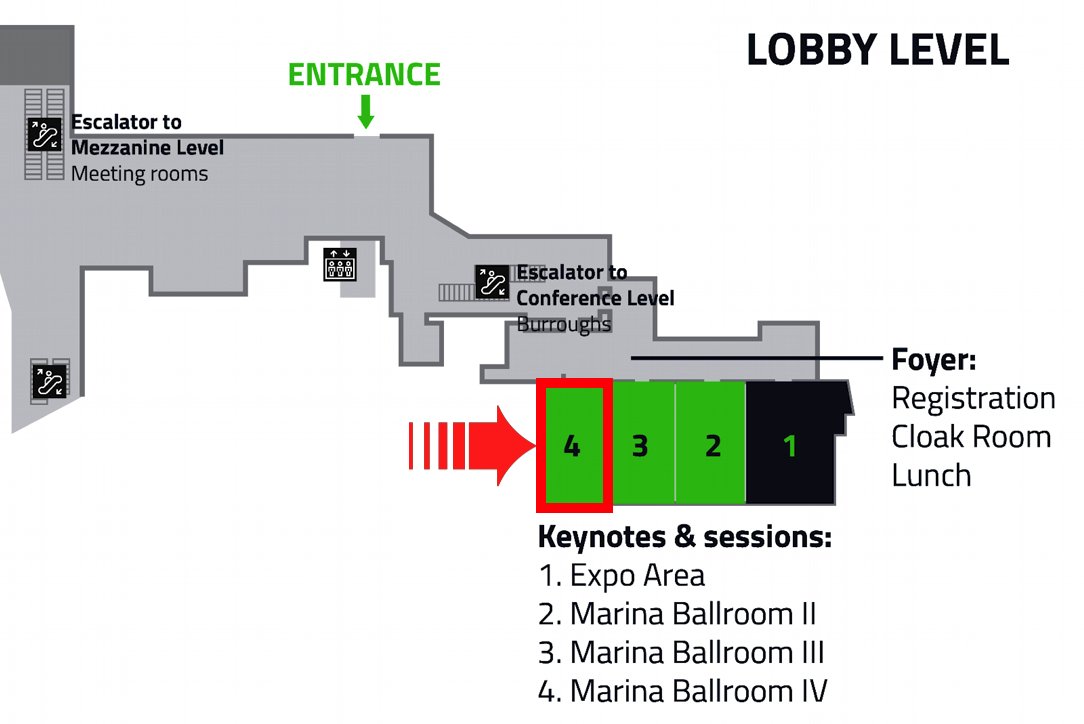 LOBBY LEVEL
ENTRANCE
Escalator to
Mezzanine Level
Meeting rooms
Escalator to
Conference Level
Burroughs
Foyer:
Registration
Cloak Room
Lunch
4
3
2
1
Keynotes & sessions:
1. Expo Area
2. Marina Ballroom II
3. Marina Ballroom III
4. Marina Ballroom IV